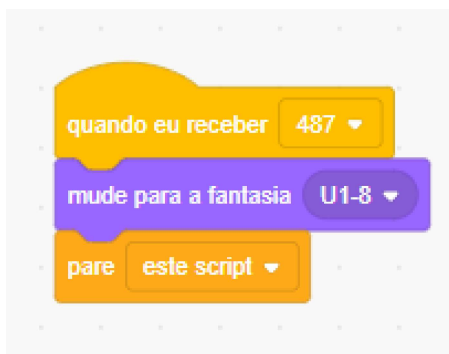 quando eu receber 487
mude para a fantasia U1-8
pare este script